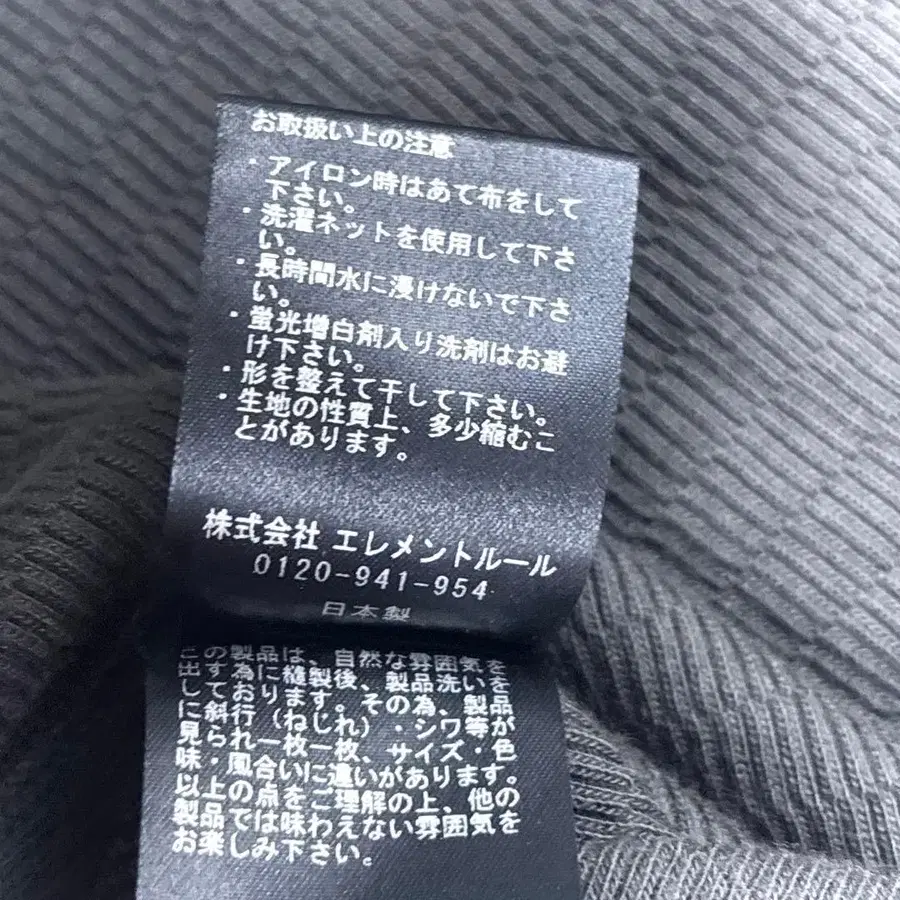 お取扱い上の注意
・アイロン時はあて布をして
下さい。
・洗濯ネットを使用して下さ
い。
・長時間水に浸けないで下さ
い。
・蛍光増白剤入り洗剤はお避
け下さい。
・形を整えて干して下さい。
・生地の性質上、多少縮むこ
とがあります。
株式会社 エレメントルール
0120-941-954
日本製
この製品は、自然な雰囲気を
出す為に縫製後、製品洗いを
しております。その為、製品
に斜行(ねじれ)・シワ等が
見られ一枚一枚、サイズ・色
味・風合いに違いがあります。
以上の点をご理解の上、他の
製品では味わえない雰囲気を
お楽しみ下さい。